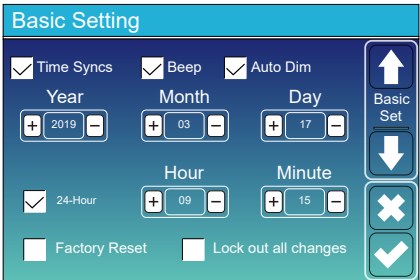 Basic Setting
Time Syncs Beep Auto Dim
Year Month Day
+ 2019 − + 03 − + 17 −
Basic
Set
Hour Minute
24-Hour + 09 − + 15 −
Factory Reset Lock out all changes